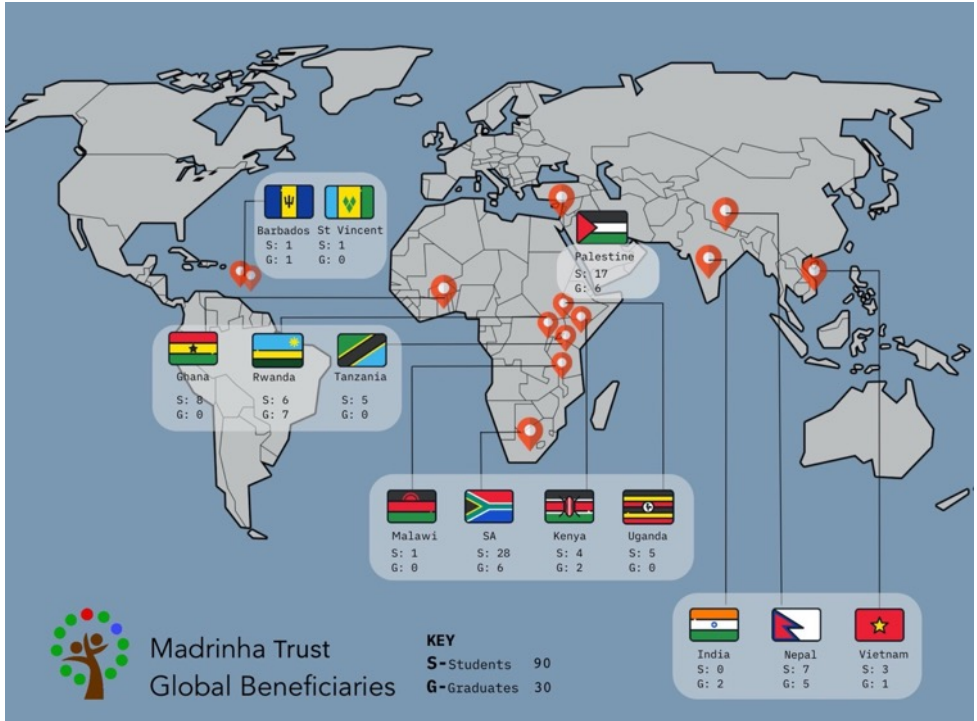 Barbados St Vincent
S: 1 S: 1
G: 1 G: 0
Palestine
S: 17
G: 6
Ghana Rwanda Tanzania
S: 8 S: 6 S: 5
G: 0 G: 7 G: 0
Malawi SA Kenya Uganda
S: 1 S: 28 S: 4 S: 5
G: 0 G: 6 G: 2 G: 0
India Nepal Vietnam
S: 0 S: 7 S: 3
G: 2 G: 5 G: 1
Madrinha Trust
Global Beneficiaries
KEY
S-Students 90
G-Graduates 30